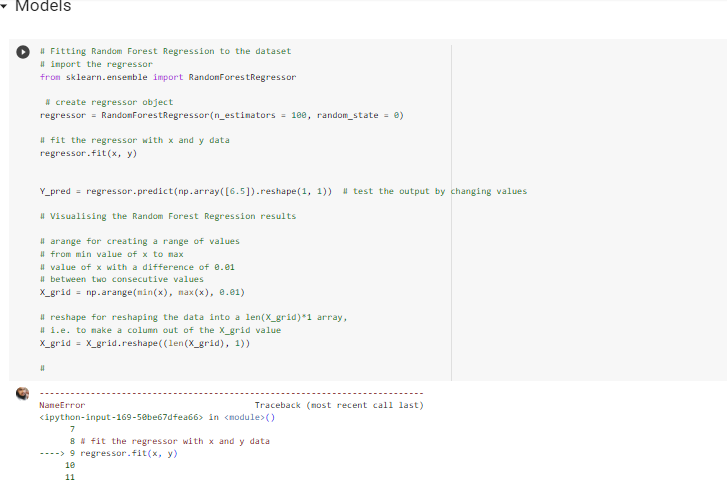 Models
# Fitting Random Forest Regression to the dataset
# import the regressor
from sklearn.ensemble import RandomForestRegressor
# create regressor object
regressor = RandomForestRegressor(n_estimators = 100, random_state = 0)
# fit the regressor with x and y data
regressor.fit(x, y)
Y_pred = regressor.predict(np.array([6.5]).reshape(1, 1))  # test the output by changing values
# Visualising the Random Forest Regression results
# arange for creating a range of values
# from min value of x to max
# value of x with a difference of 0.01
# between two consecutive values
X_grid = np.arange(min(x), max(x), 0.01)
# reshape for reshaping the data into a len(X_grid)*1 array,
# i.e. to make a column out of the X_grid value
X_grid = X_grid.reshape((len(X_grid), 1))
#
---------------------------------------------------------------------------
NameError                                 Traceback (most recent call last)
<ipython-input-169-50be67dfea66> in <module>()
      7
      8 # fit the regressor with x and y data
----> 9 regressor.fit(x, y)
     10
     11